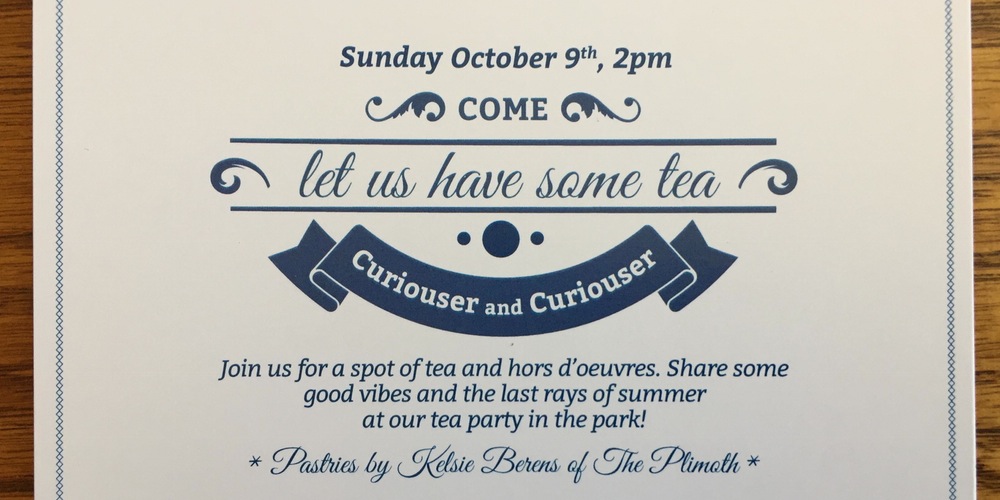 Sunday October 9th, 2pm
COME
let us have some tea
Curiouser and Curiouser
Join us for a spot of tea and hors d'oeuvres. Share some
good vibes and the last rays of summer
at our tea party in the park!
* Pastries by Kelsie Berens of The Plimoth *